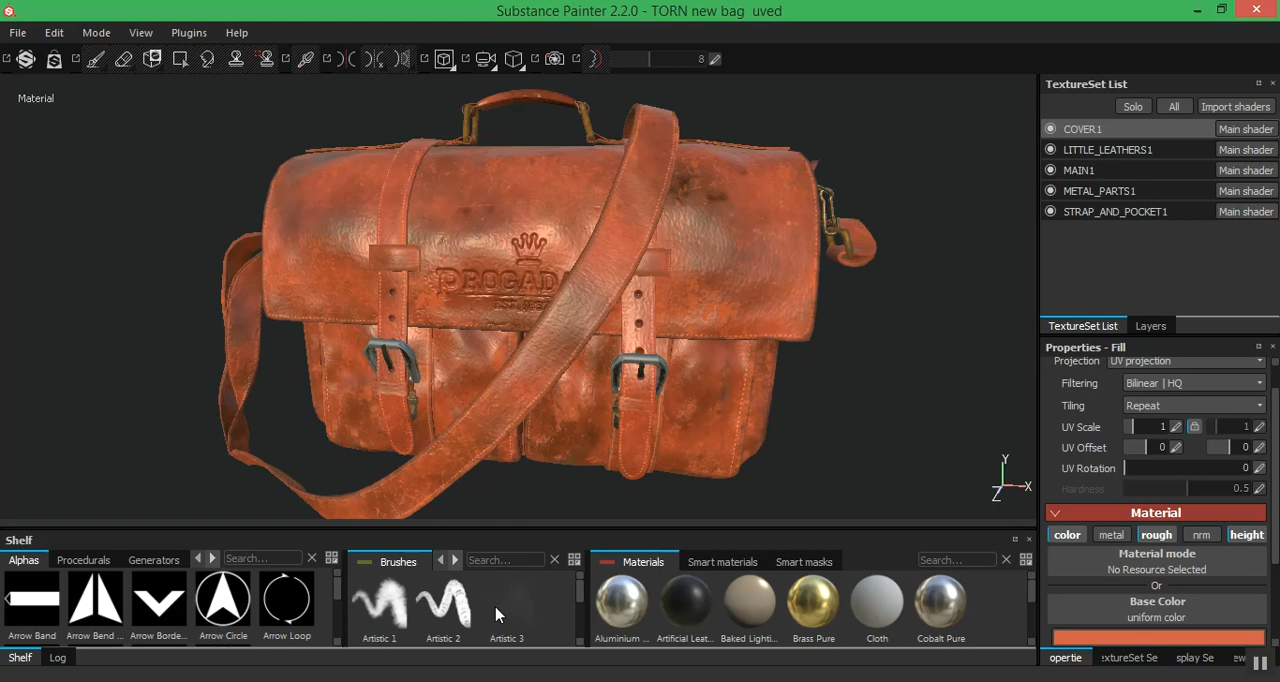 Substance Painter 2.2.0 - TORN new bag uved
File Edit Mode View Plugins Help
8
Material
TextureSet List
Solo All Import shaders
COVER1 Main shader
LITTLE_LEATHERS1 Main shader
MAIN1 Main shader
METAL_PARTS1 Main shader
STRAP_AND_POCKET1 Main shader
TextureSet List Layers
Properties - Fill
Projection UV projection
Filtering Bilinear | HQ
Tiling Repeat
UV Scale 1 1
UV Offset 0 0
UV Rotation 0
Hardness 0.5
Material
color metal rough nrm height
Material mode
No Resource Selected
Or
Base Color
uniform color
Y
X
Z
Shelf
Alphas Procedurals Generators Search...
Brushes Search...
Materials Smart materials Smart masks Search...
Arrow Band Arrow Bend ... Arrow Borde... Arrow Circle Arrow Loop
Artistic 1 Artistic 2 Artistic 3
Aluminium ... Artificial Leat... Baked Lighti... Brass Pure Cloth Cobalt Pure
Shelf Log
opertie extureSet Se splay Se ew